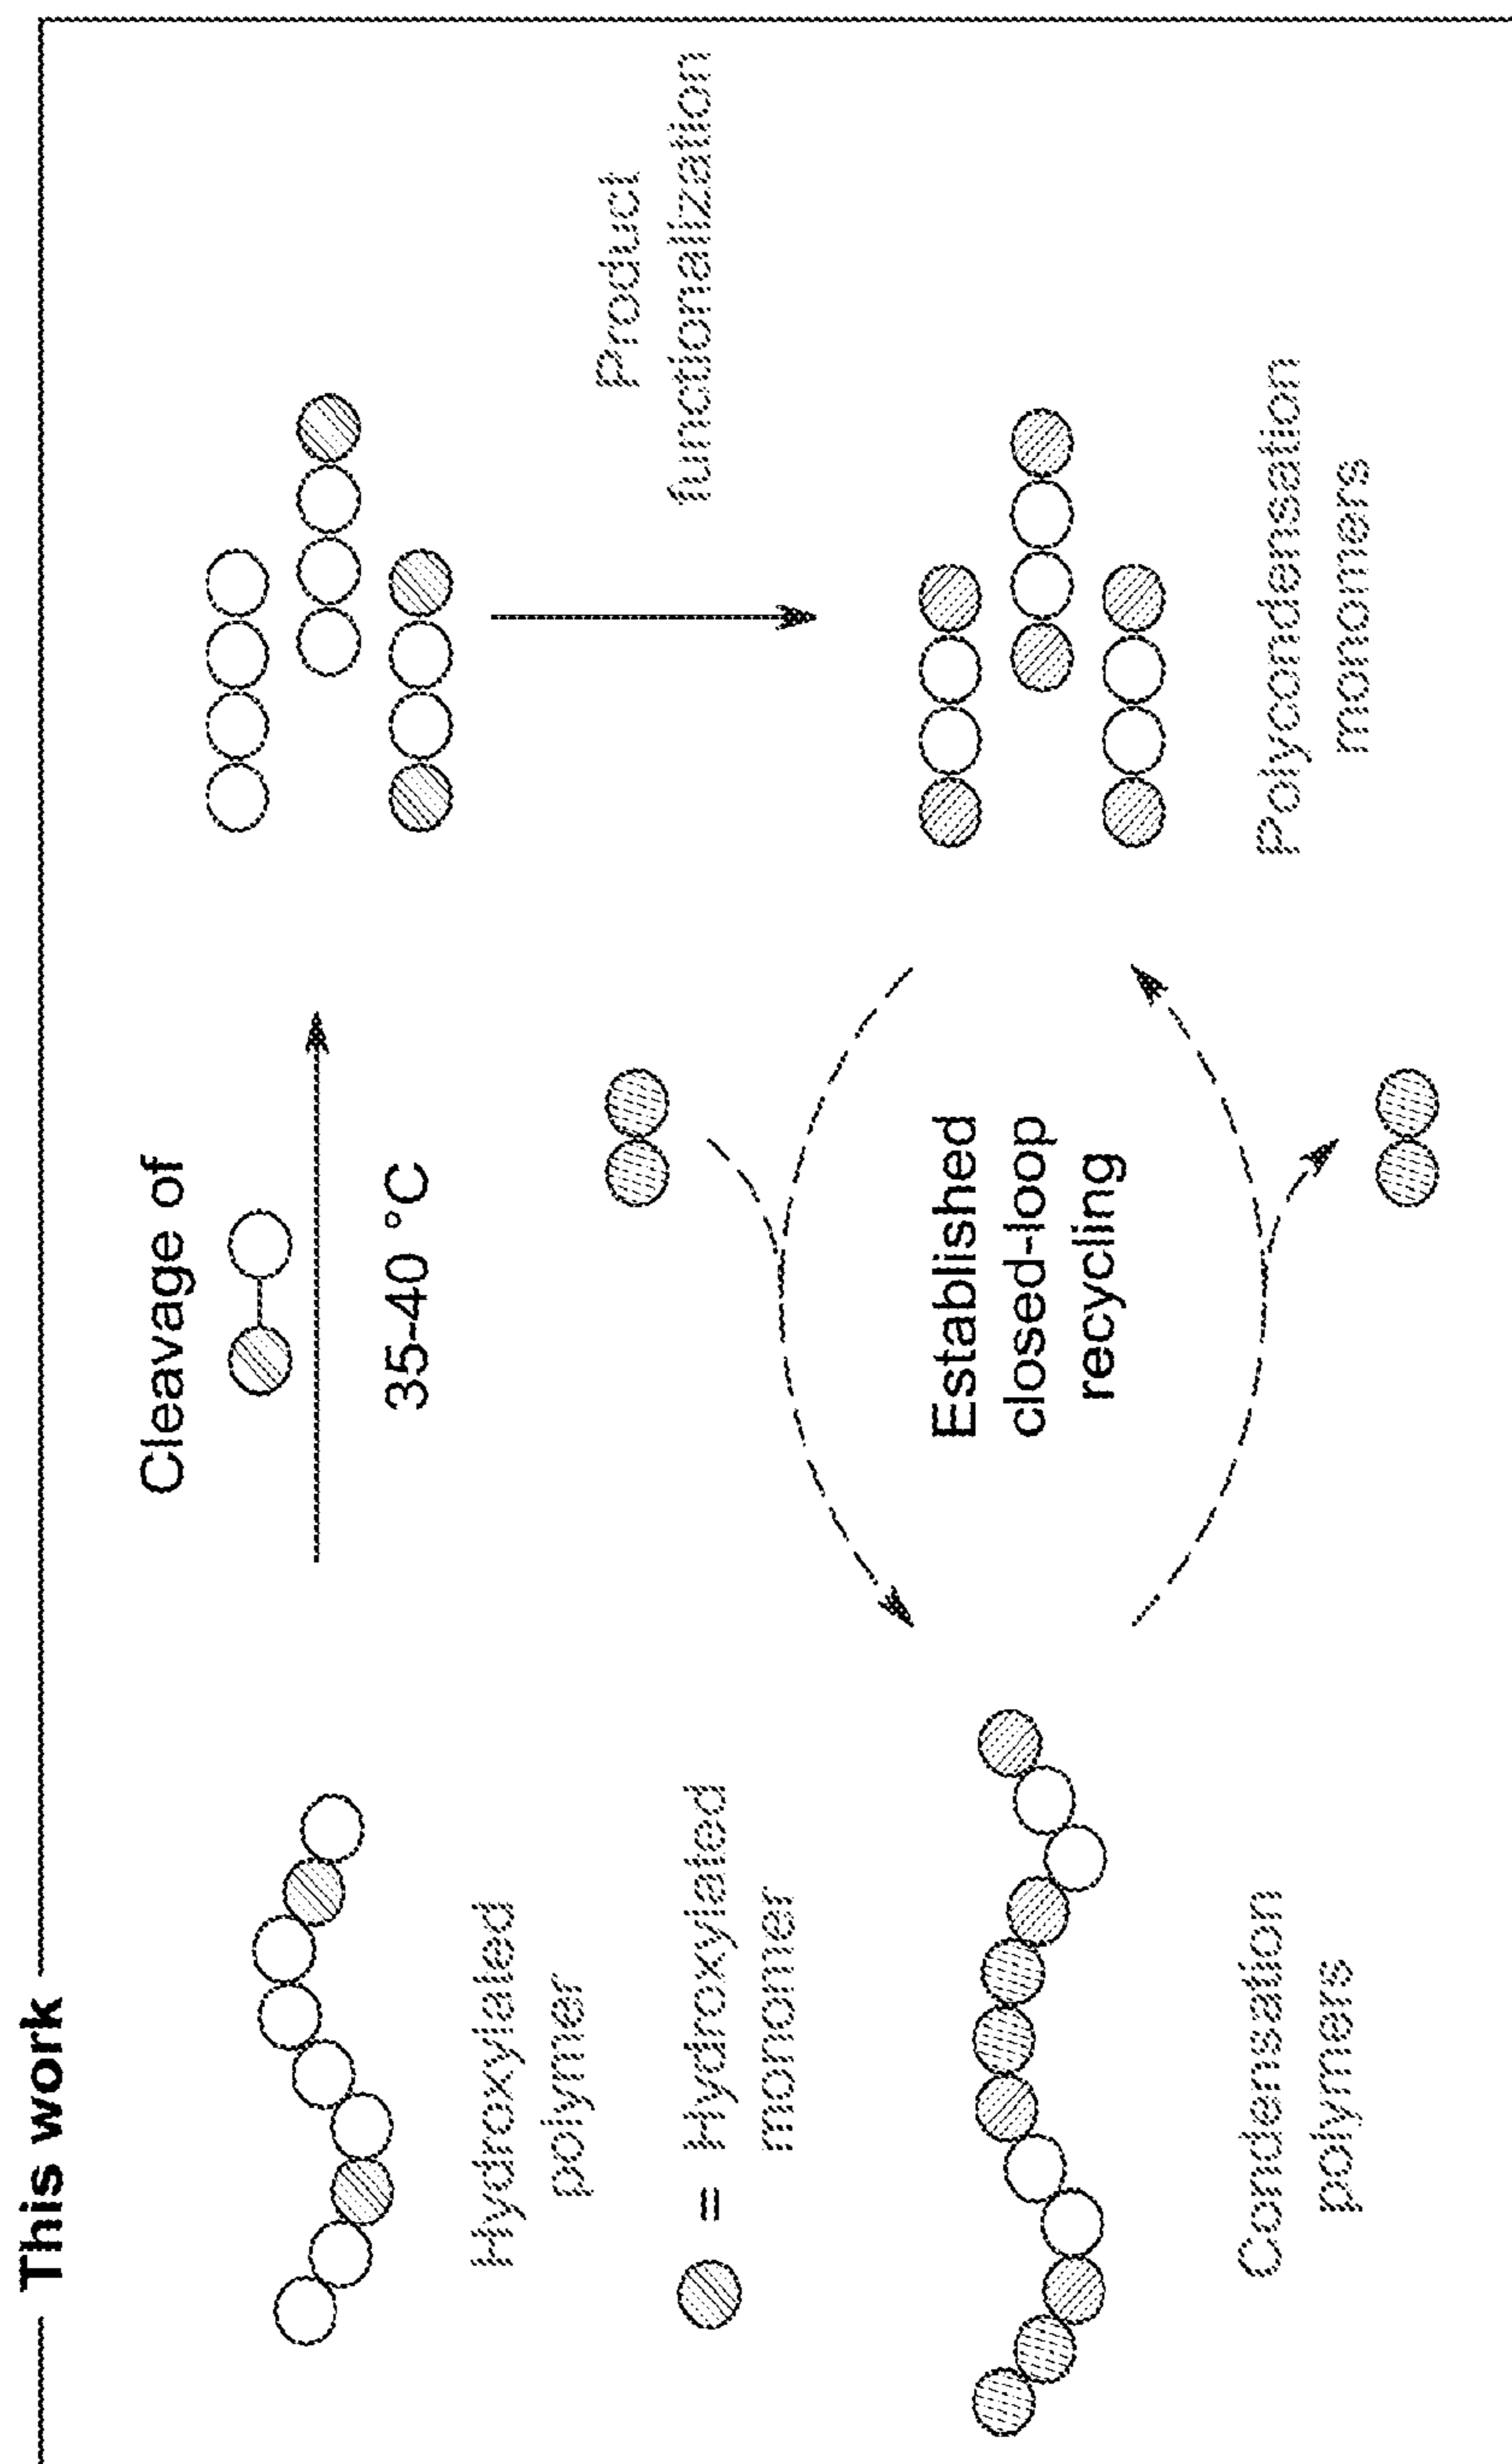 This work
Cleavage of
35-40 °C
Hydroxylated
polymer
= Hydroxylated
monomer
Product
functionalization
Established
closed-loop
recycling
Condensation
polymers
Polycondensation
monomers